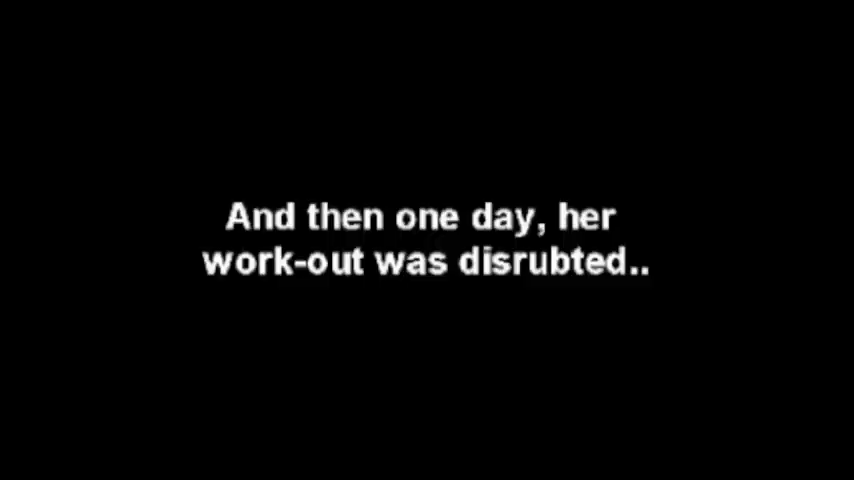 And then one day, her
work-out was disrubted..